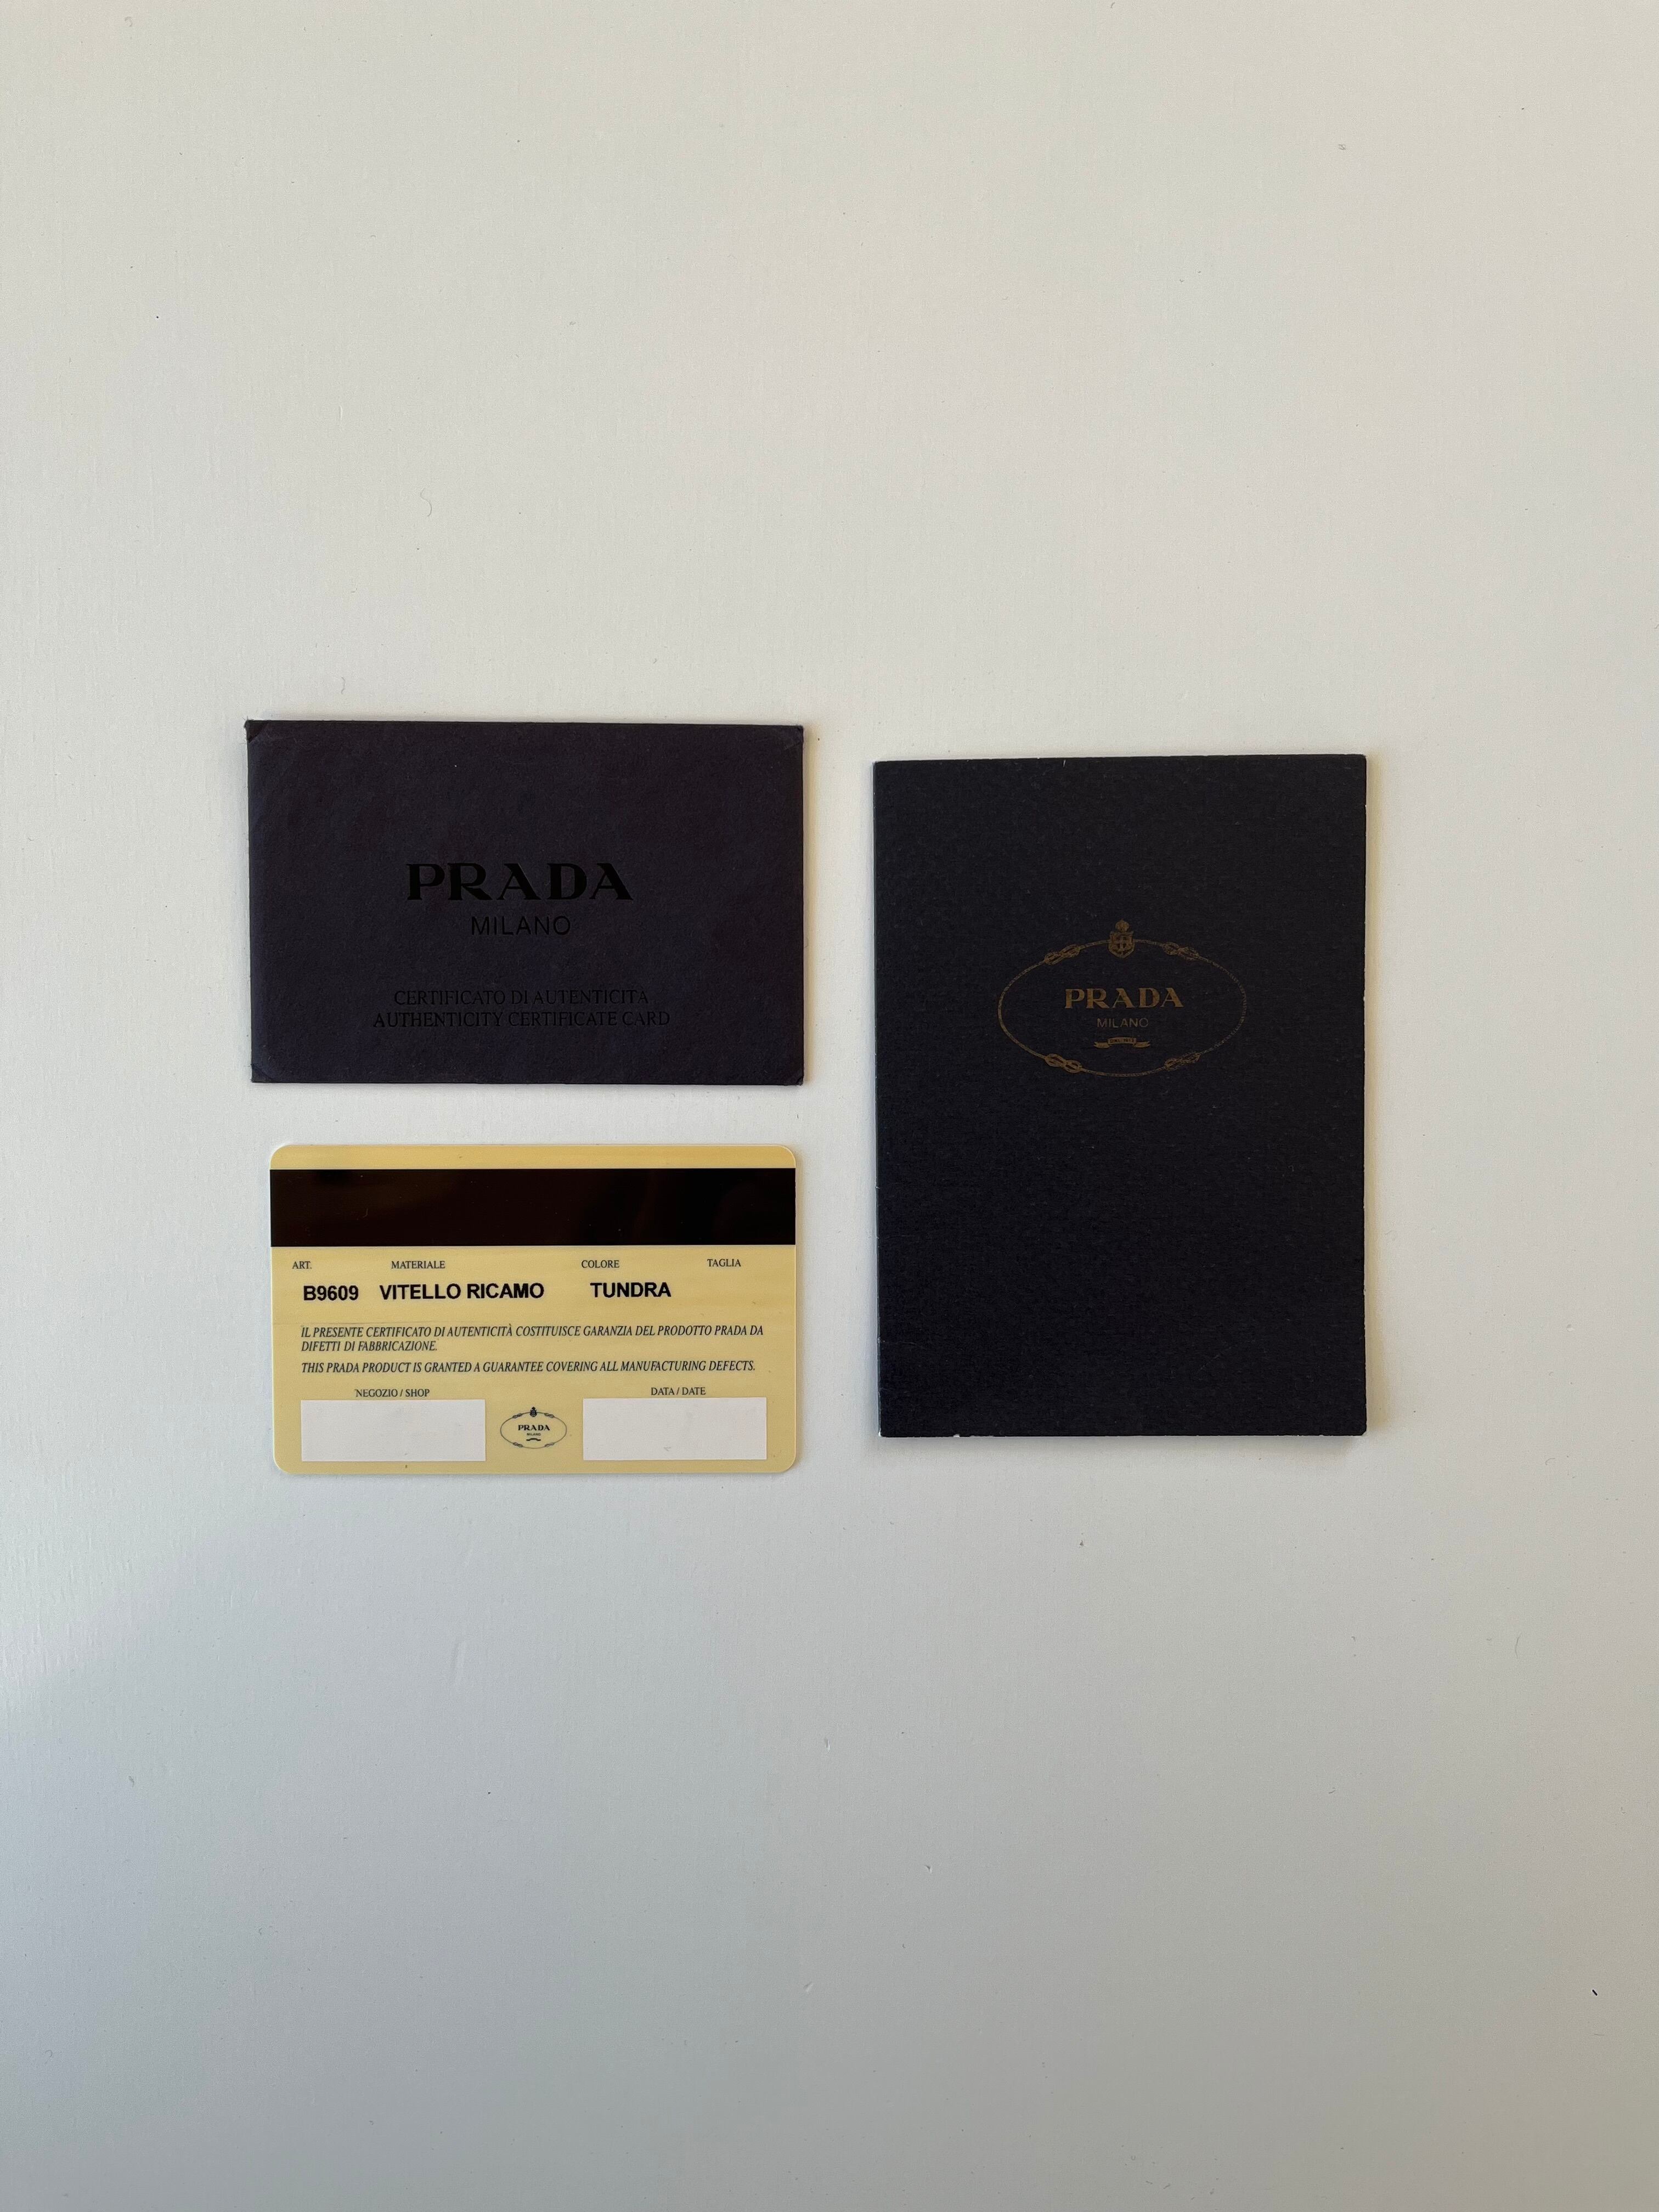 PRADA
MILANO
CERTIFICATO DI AUTENTICITÀ
AUTHENTICITY CERTIFICATE CARD
ART. MATERIALE COLORE TAGLIA
B9609 VITELLO RICAMO TUNDRA
IL PRESENTE CERTIFICATO DI AUTENTICITÀ COSTITUISCE GARANZIA DEL PRODOTTO PRADA DA
DIFETTI DI FABBRICAZIONE.
THIS PRADA PRODUCT IS GRANTED A GUARANTEE COVERING ALL MANUFACTURING DEFECTS.
NEGOZIO / SHOP DATA / DATE
PRADA
MILANO
PRADA
MILANO